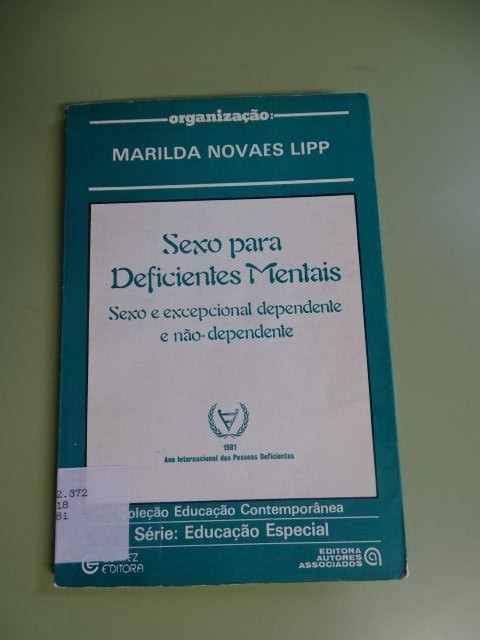 organização:
MARILDA NOVAES LIPP
Sexo para
Deficientes Mentais
Sexo e excepcional dependente
e não-dependente
1981
Ano Internacional das Pessoas Deficientes
2.372
18
81
Coleção Educação Contemporânea
Série: Educação Especial
EDITORA
EDITORA
AUTORES
ASSOCIADOS